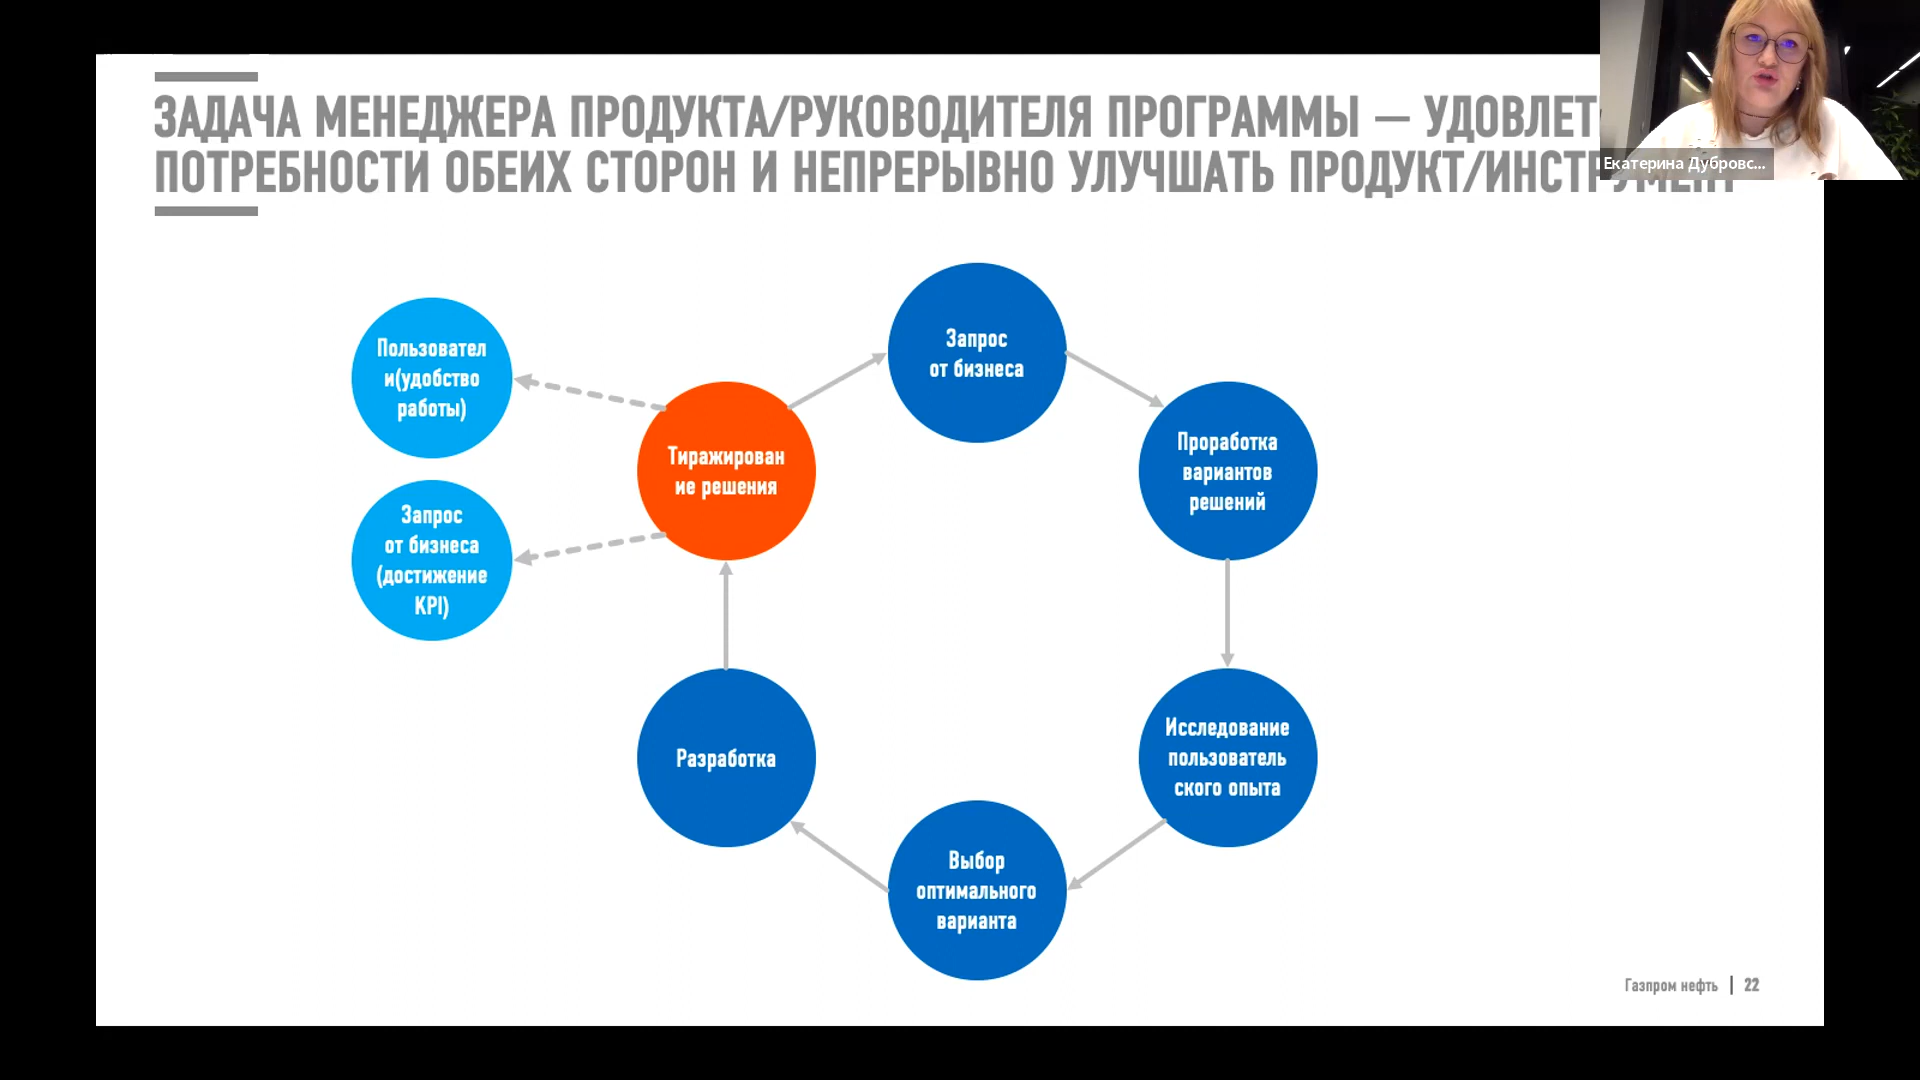 ЗАДАЧА МЕНЕДЖЕРА ПРОДУКТА/РУКОВОДИТЕЛЯ ПРОГРАММЫ — УДОВЛЕТ
ПОТРЕБНОСТИ ОБЕИХ СТОРОН И НЕПРЕРЫВНО УЛУЧШАТЬ ПРОДУКТ/ИНСТРУМЕНТ
Екатерина Дубровс...
Запрос
от бизнеса
Пользовател
и(удобство
работы)
Тиражирован
ие решения
Проработка
вариантов
решений
Запрос
от бизнеса
(достижение
KPI)
Разработка
Исследование
пользователь
ского опыта
Выбор
оптимального
варианта
Газпром нефть | 22